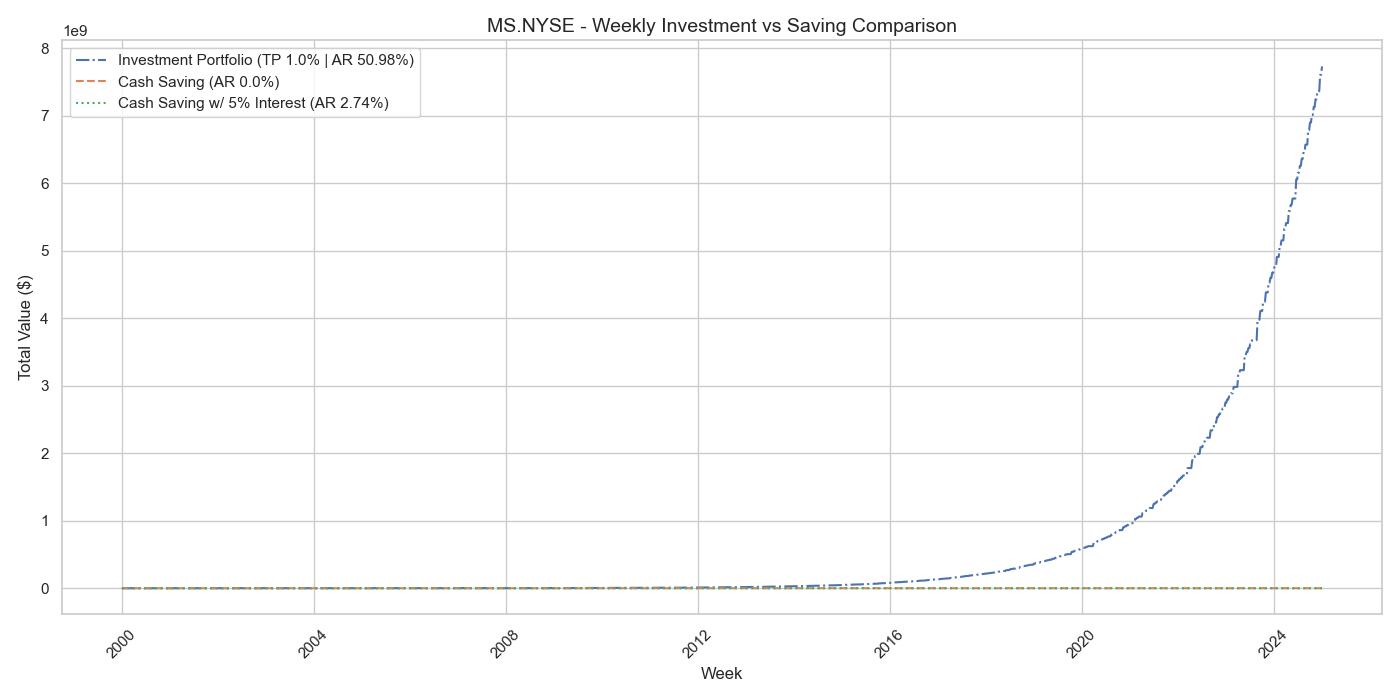 MS.NYSE - Weekly Investment vs Saving Comparison
1e9
Investment Portfolio (TP 1.0% | AR 50.98%)
Cash Saving (AR 0.0%)
Cash Saving w/ 5% Interest (AR 2.74%)
Total Value ($)
8
7
6
5
4
3
2
1
0
2000
2004
2008
2012
2016
2020
2024
Week